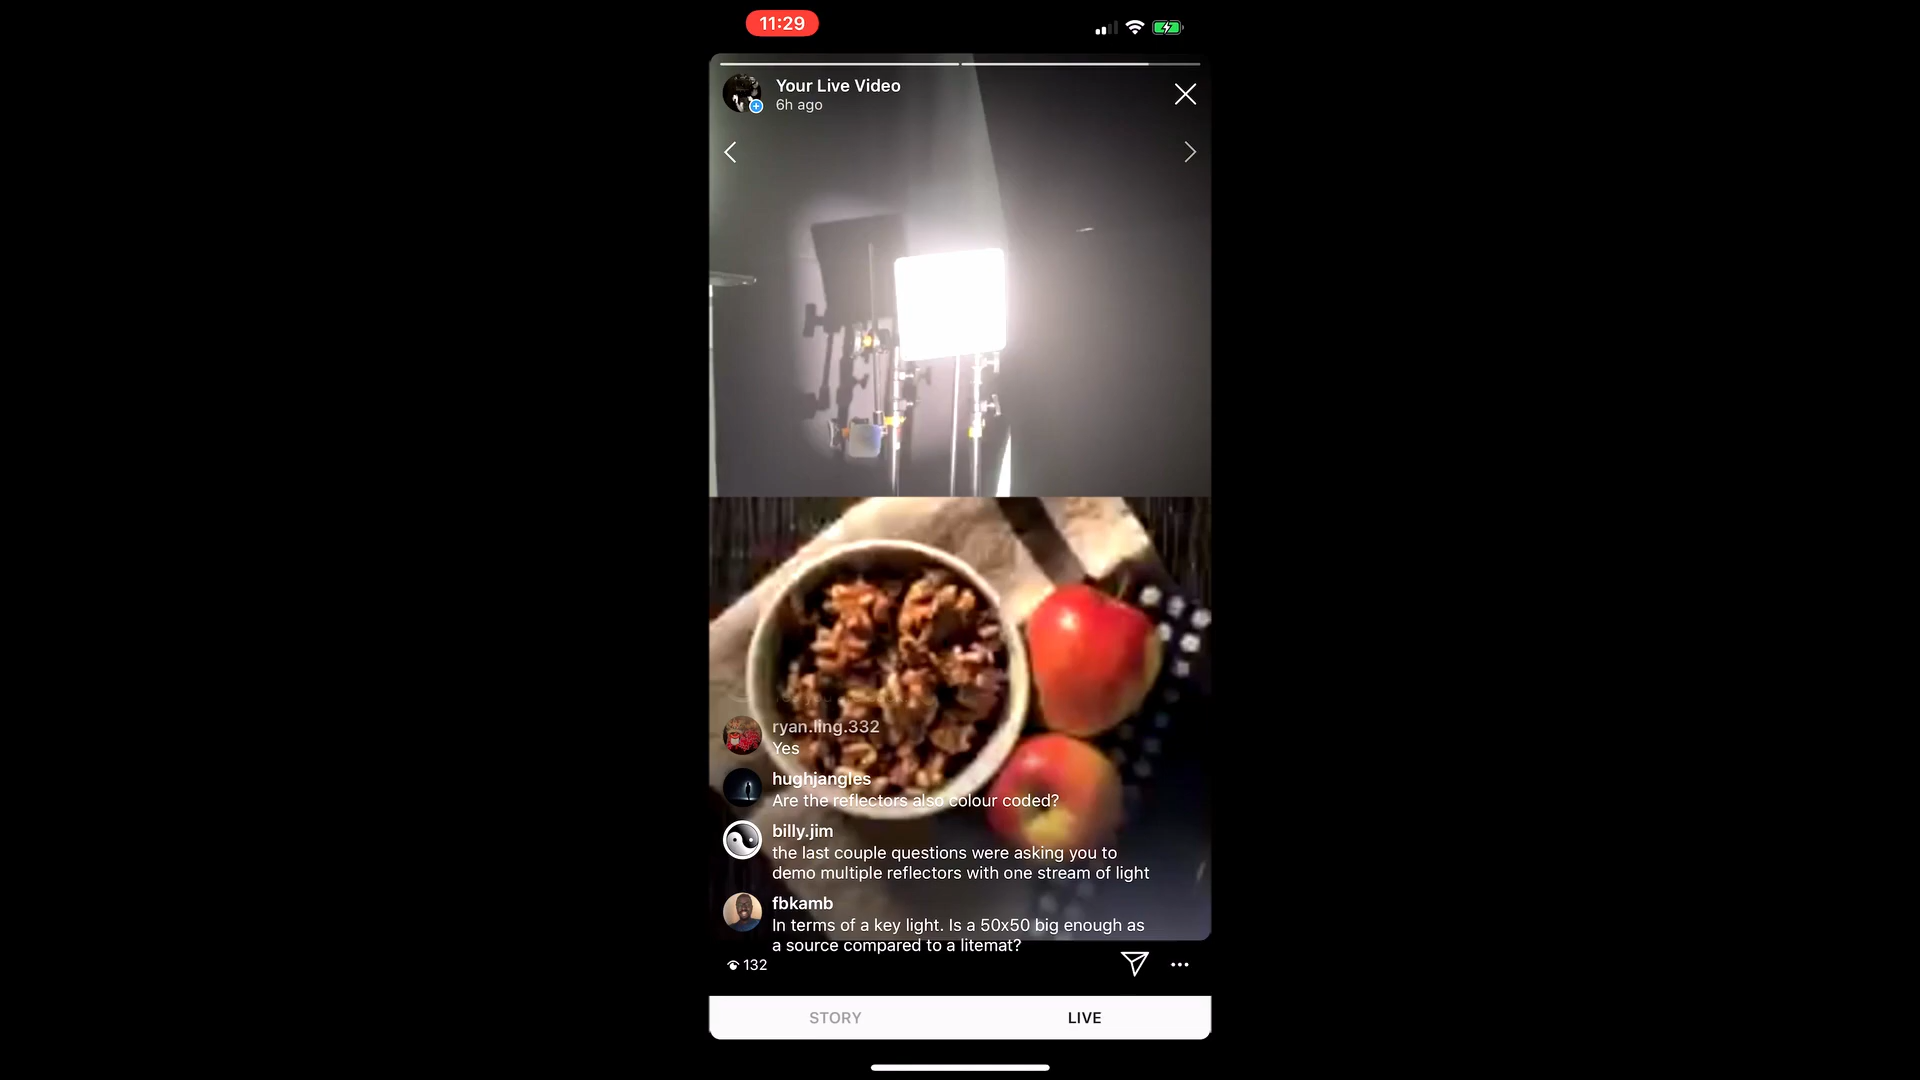 11:29
Your Live Video
6h ago
ryan.ling.332
Yes
hughjangles
Are the reflectors also colour coded?
billy.jim
the last couple questions were asking you to
demo multiple reflectors with one stream of light
fbkamb
In terms of a key light. Is a 50x50 big enough as
a source compared to a litemat?
132
STORY
LIVE